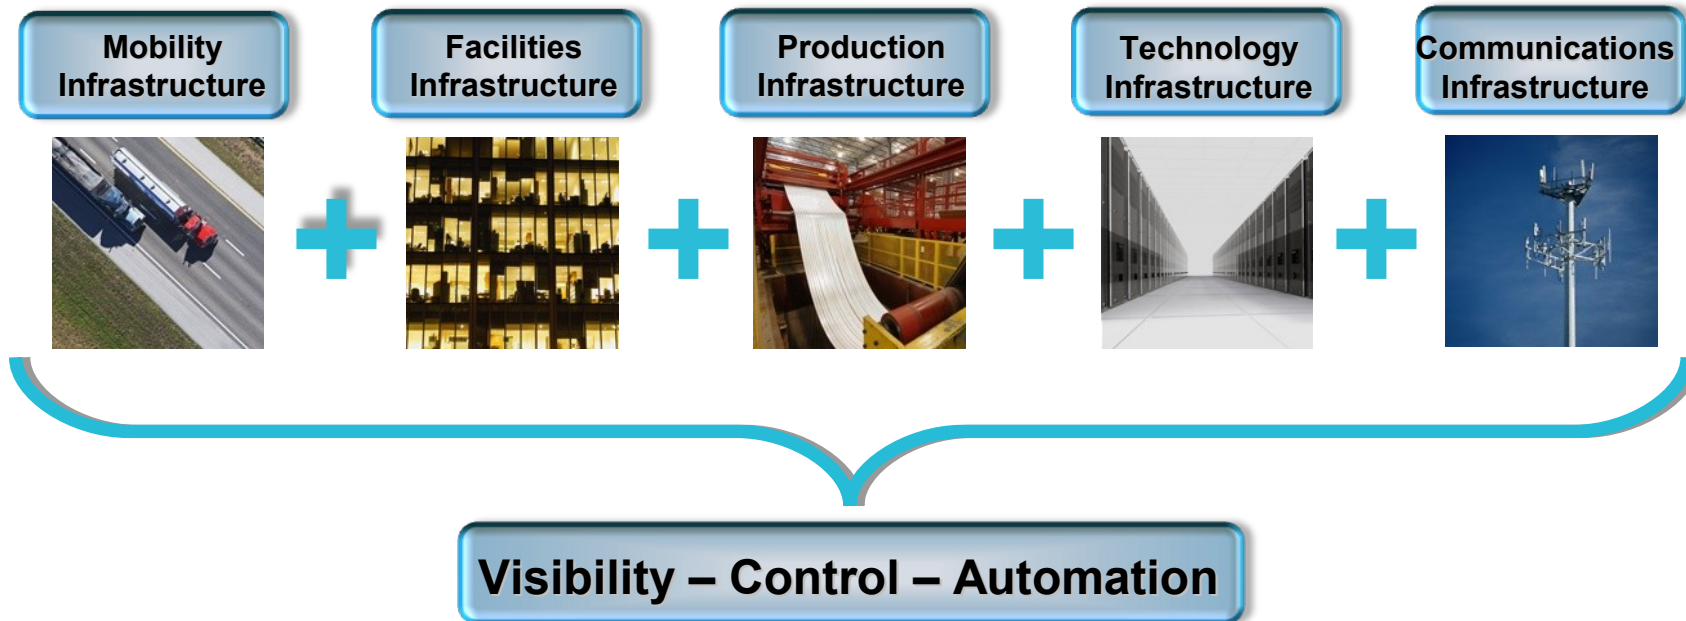 Mobility
Infrastructure
Facilities
Infrastructure
Production
Infrastructure
Technology
Infrastructure
Communications
Infrastructure
Visibility – Control – Automation